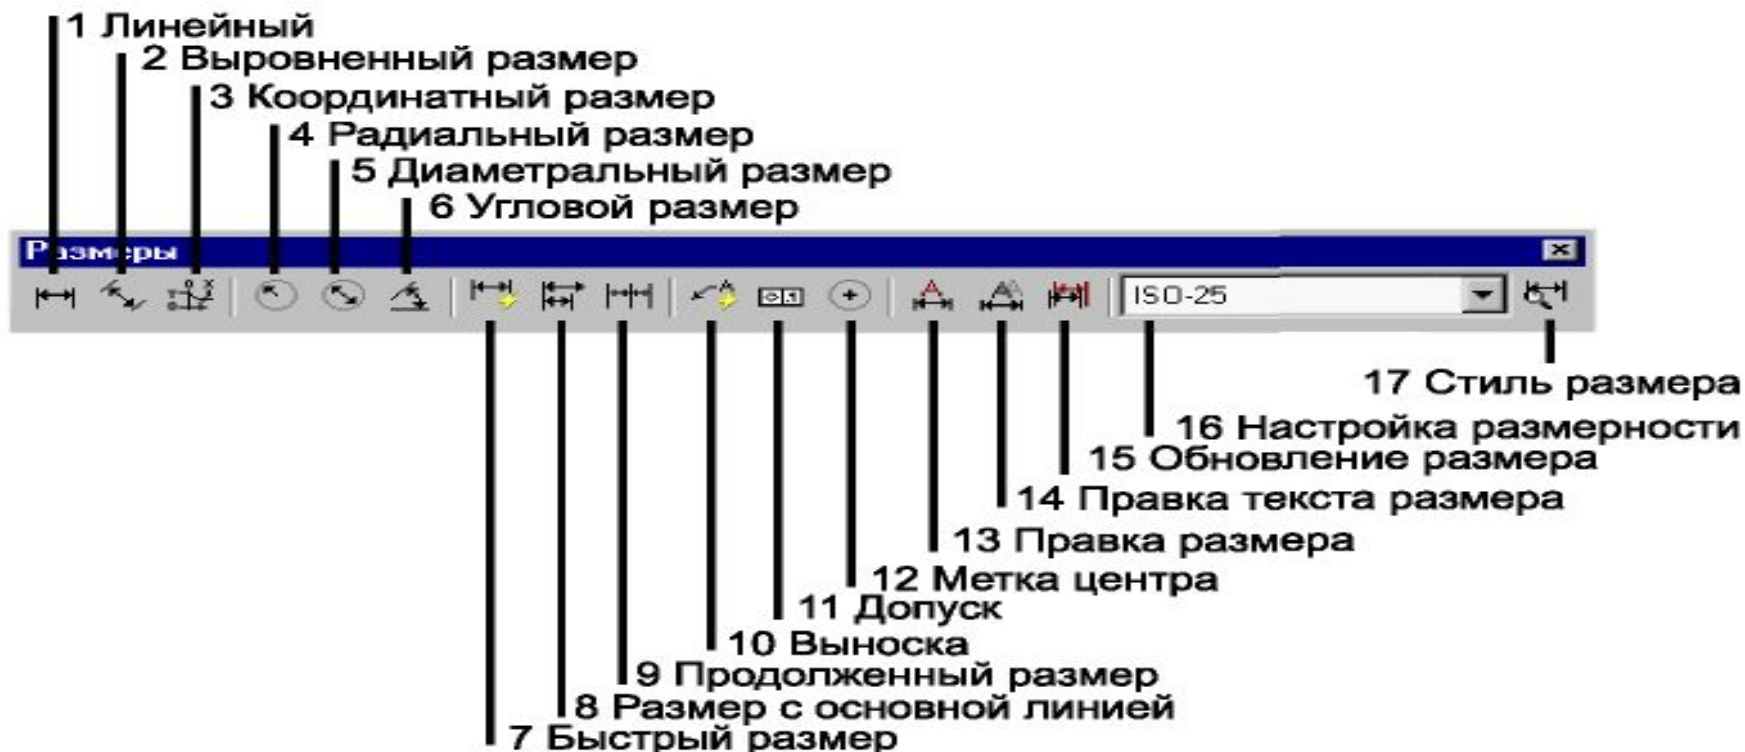 1 Линейный
2 Выровненный размер
3 Координатный размер
4 Радиальный размер
5 Диаметральный размер
6 Угловой размер
Размеры
ISO-25
17 Стиль размера
16 Настройка размерности
15 Обновление размера
14 Правка текста размера
13 Правка размера
12 Метка центра
11 Допуск
10 Выноска
9 Продолженный размер
8 Размер с основной линией
7 Быстрый размер